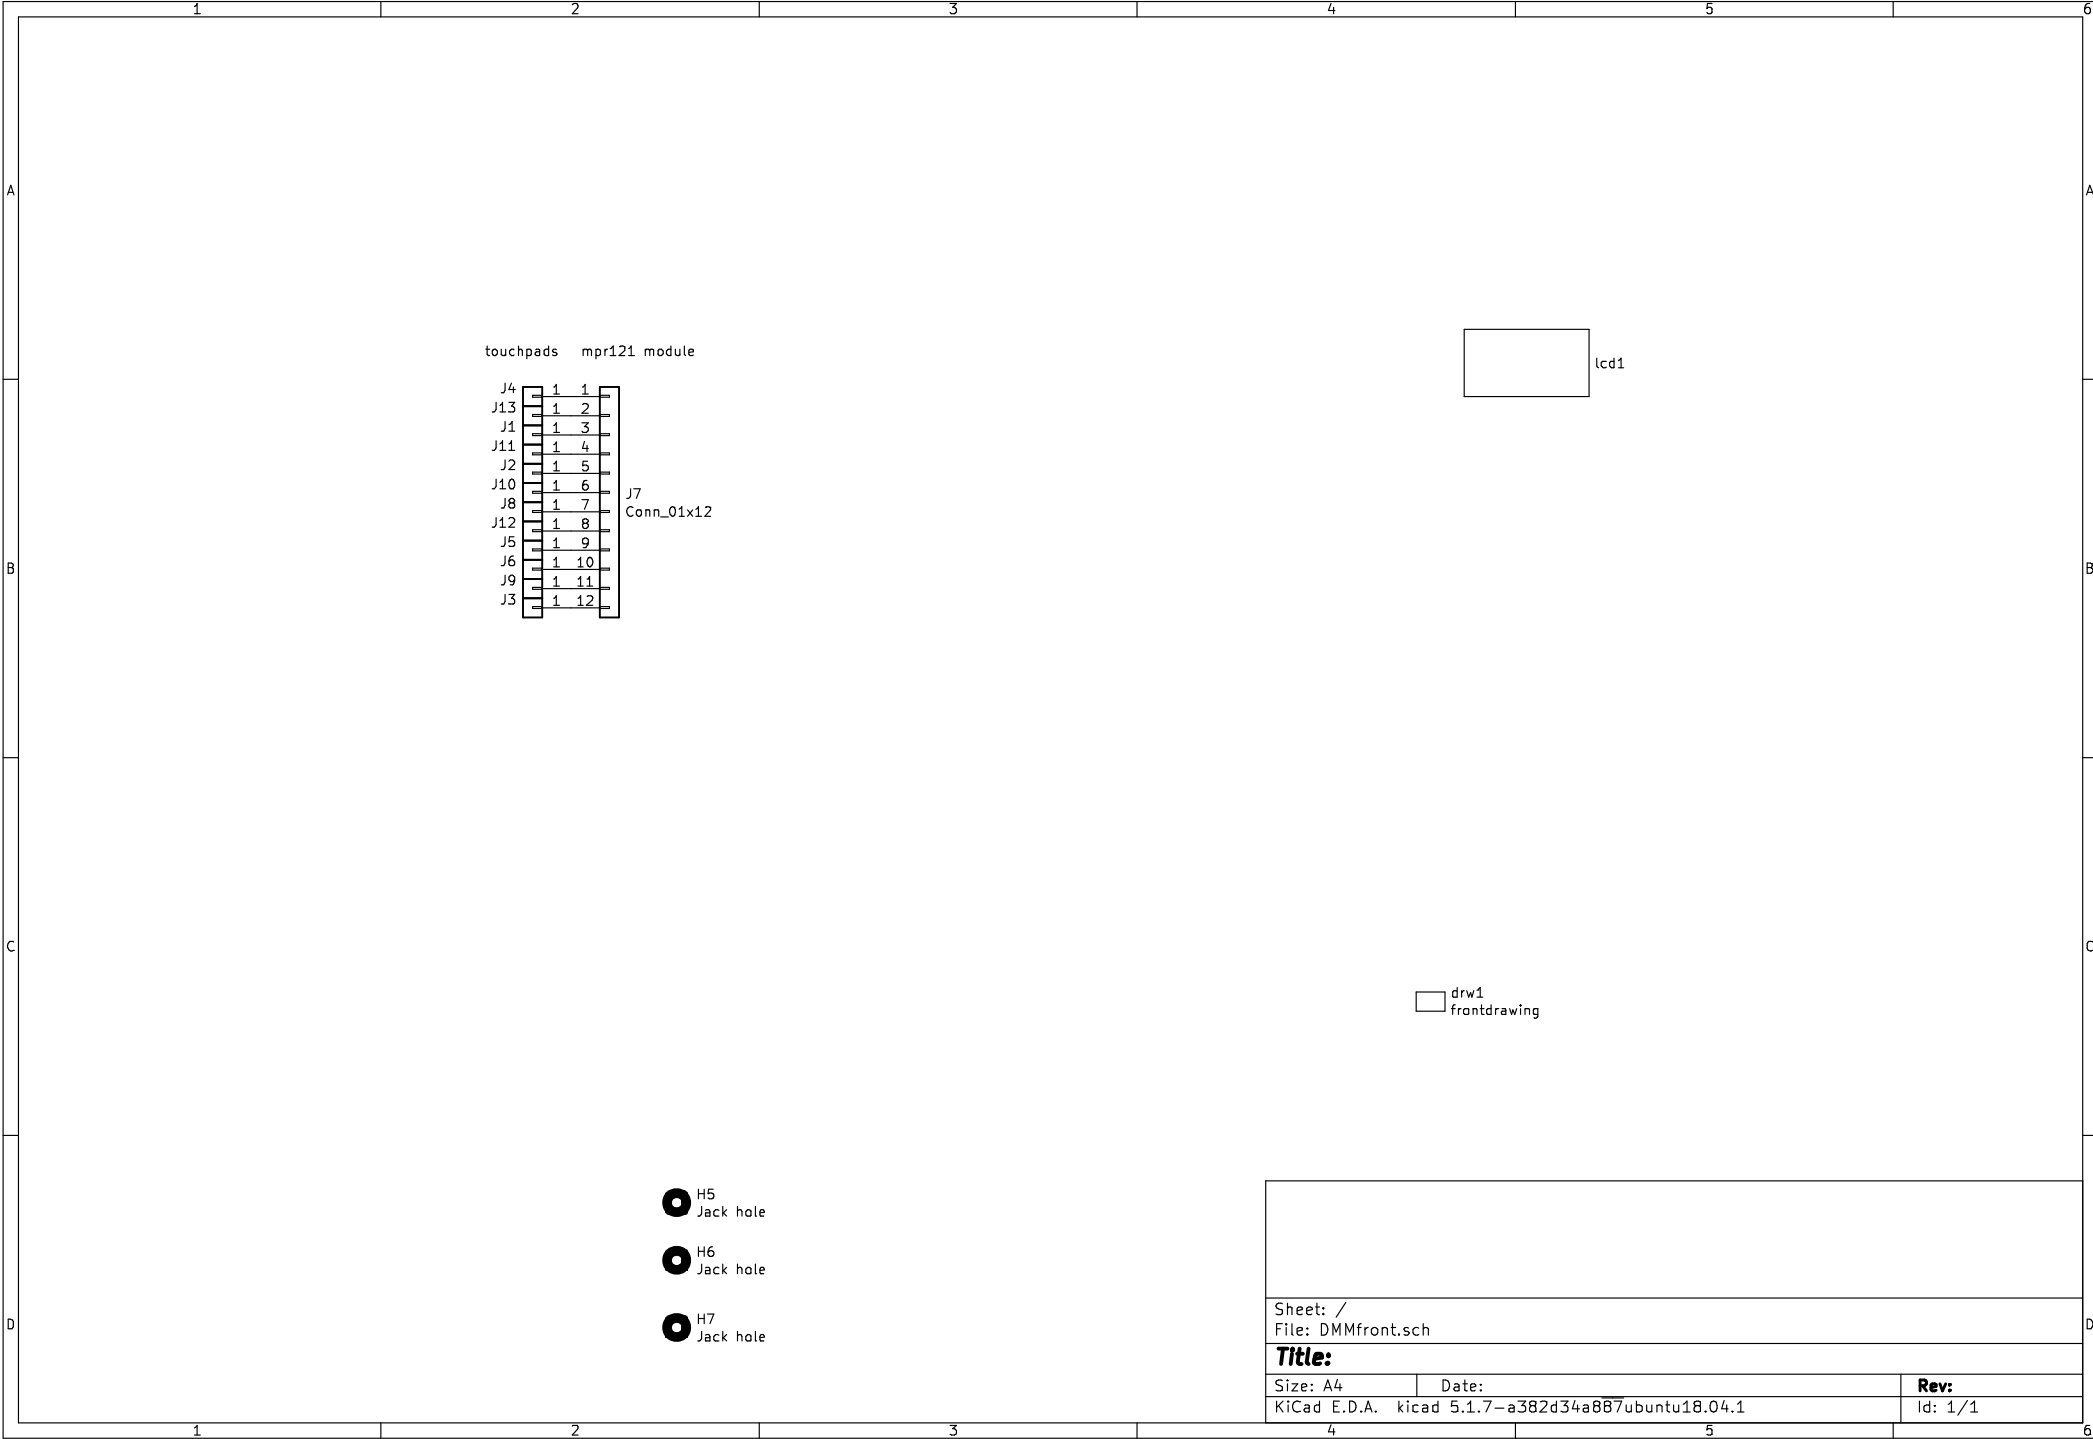 1 2 3 4 5 6
A A
touchpads mpr121 module
lcd1
J4 1 1
J13 1 2
J1 1 3
J11 1 4
J2 1 5
J10 1 6
J7
J8 1 7
Conn_01x12
J12 1 8
J5 1 9
J6 1 10
J9 1 11
J3 1 12
B B
C C
drw1
frontdrawing
H5
Jack hole
H6
Jack hole
H7
Jack hole
D D
Sheet: /
File: DMMfront.sch
Title:
Size: A4 Date: Rev:
KiCad E.D.A. kicad 5.1.7-a382d34a887ubuntu18.04.1 Id: 1/1
1 2 3 4 5 6